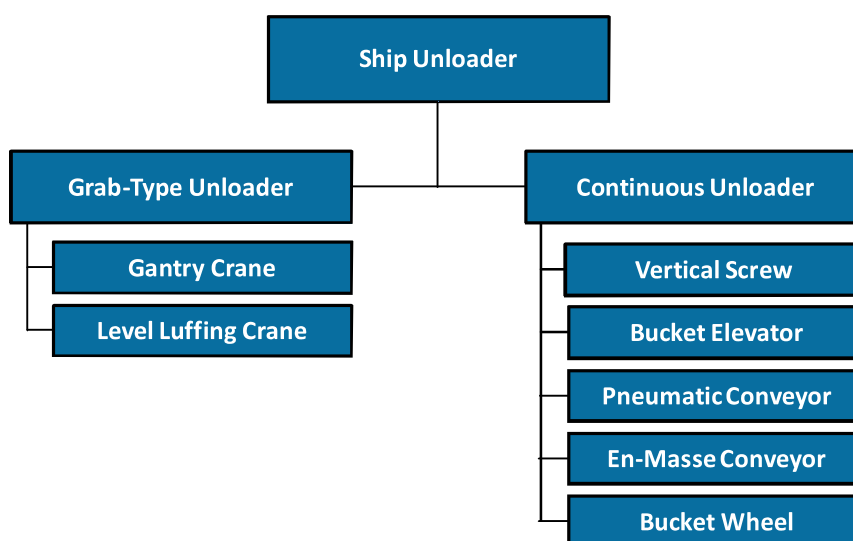 Ship Unloader
Grab-Type Unloader
Gantry Crane
Level Luffing Crane
Continuous Unloader
Vertical Screw
Bucket Elevator
Pneumatic Conveyor
En-Masse Conveyor
Bucket Wheel